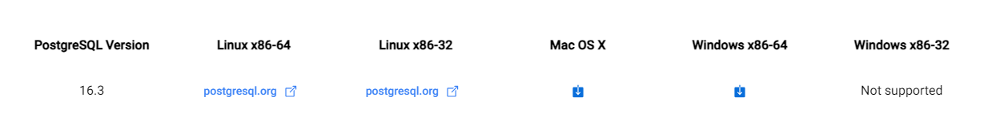 PostgreSQL Version Linux x86-64 Linux x86-32 Mac OS X Windows x86-64 Windows x86-32
16.3 postgresql.org postgresql.org Not supported